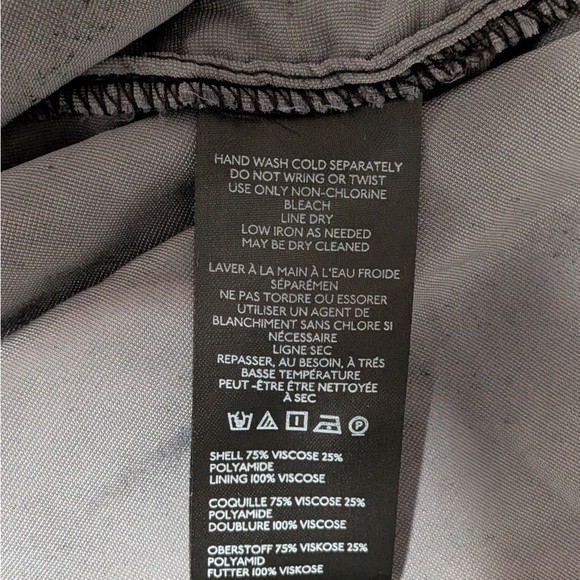 HAND WASH COLD SEPARATELY
DO NOT WRING OR TWIST
USE ONLY NON-CHLORINE
BLEACH
LINE DRY
LOW IRON AS NEEDED
MAY BE DRY CLEANED
LAVER À LA MAIN À L'EAU FROIDE
SÉPARÉMEN
NE PAS TORDRE OU ESSORER
UTILISER UN AGENT DE
BLANCHIMENT SANS CHLORE SI
NÉCESSAIRE
LIGNE SEC
REPASSER, AU BESOIN, À TRÉS
BASSE TEMPÉRATURE
PEUT -ÊTRE ÊTRE NETTOYÉE
À SEC
P
SHELL 75% VISCOSE 25%
POLYAMIDE
LINING 100% VISCOSE
COQUILLE 75% VISCOSE 25%
POLYAMIDE
DOUBLURE 100% VISCOSE
OBERSTOFF 75% VISKOSE 25%
POLYAMID
FUTTER 100% VISKOSE